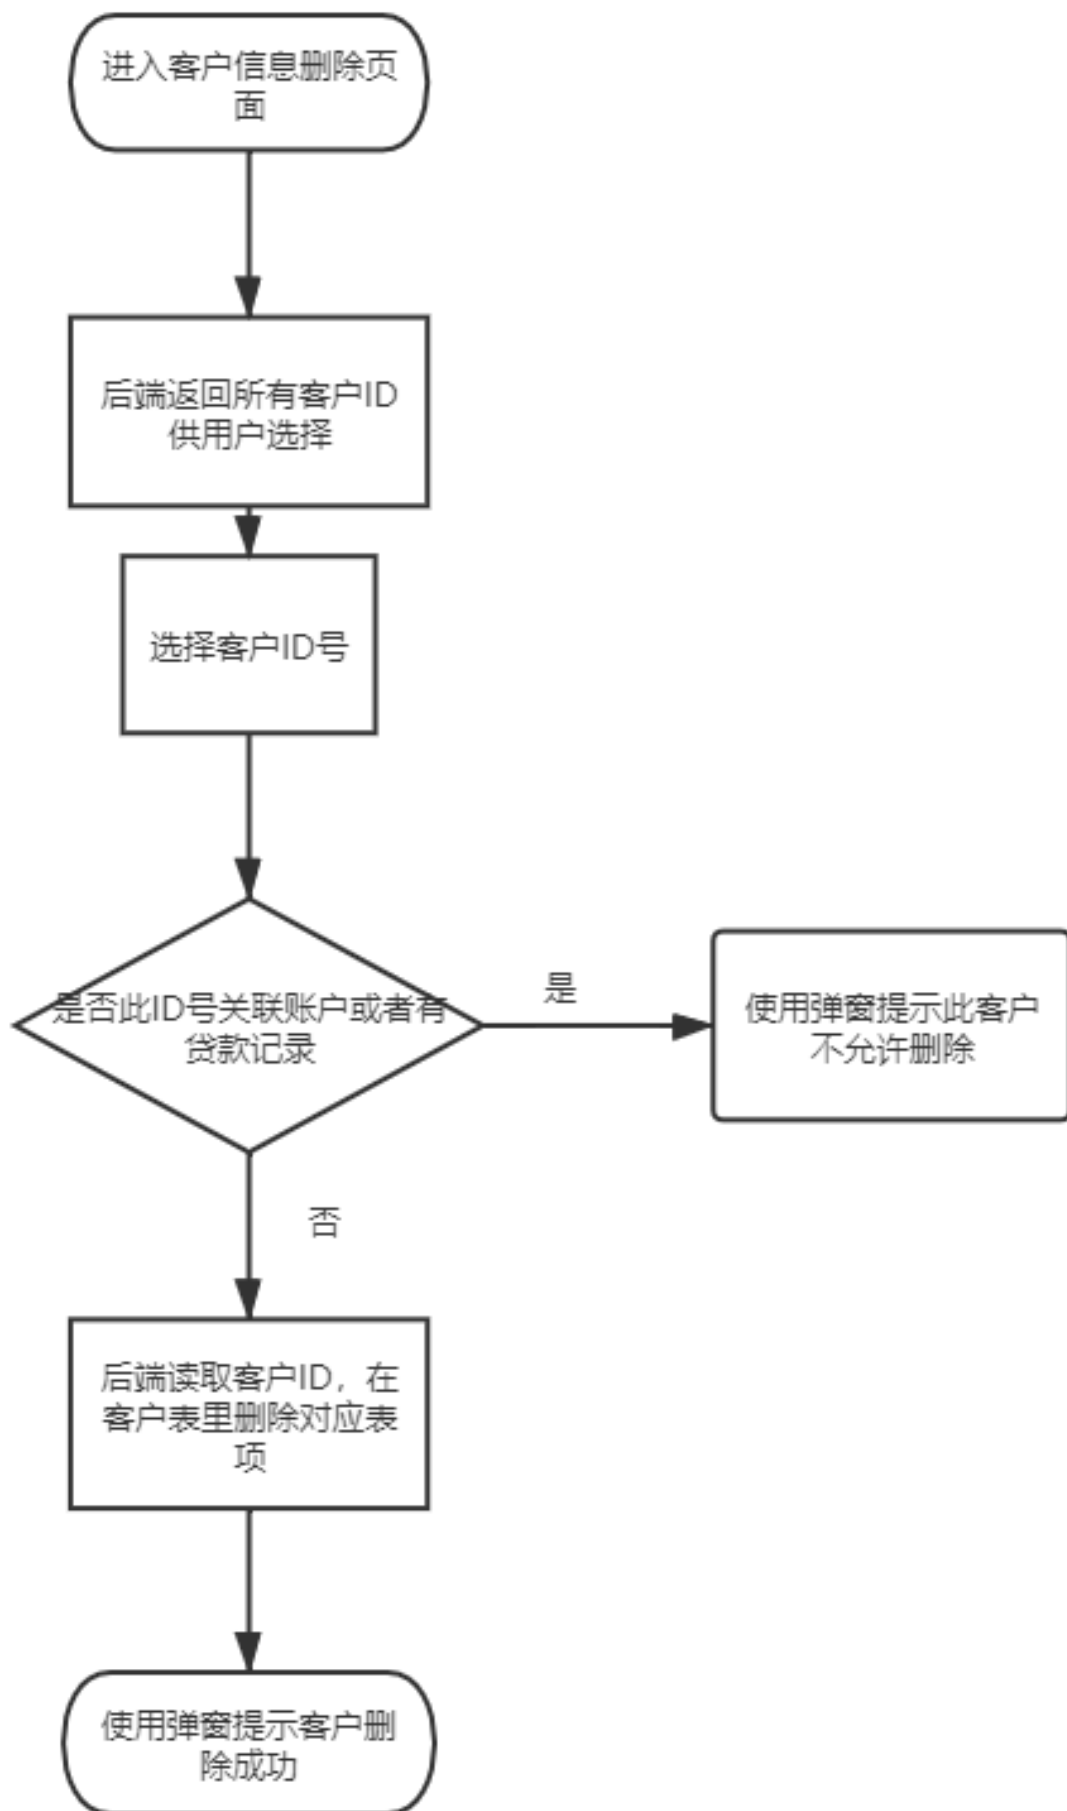 进入客户信息删除页
面
后端返回所有客户ID
供用户选择
选择客户ID号
是否此ID号关联账户或者有
贷款记录
是
使用弹窗提示此客户
不允许删除
否
后端读取客户ID，在
客户表里删除对应表
项
使用弹窗提示客户删
除成功